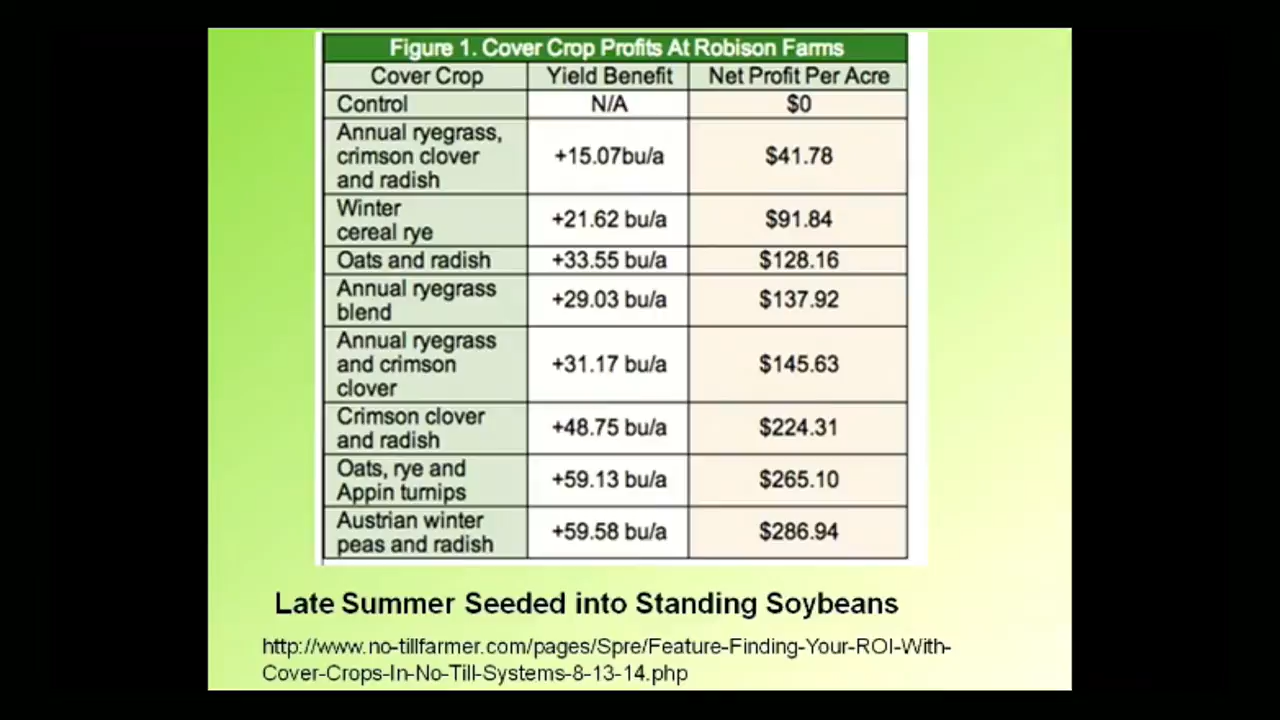 Figure 1. Cover Crop Profits At Robison Farms
Cover Crop Yield Benefit Net Profit Per Acre
Control N/A $0
Annual ryegrass,
crimson clover +15.07bu/a $41.78
and radish
Winter
cereal rye +21.62 bu/a $91.84
Oats and radish +33.55 bu/a $128.16
Annual ryegrass
blend +29.03 bu/a $137.92
Annual ryegrass
and crimson +31.17 bu/a $145.63
clover
Crimson clover
and radish +48.75 bu/a $224.31
Oats, rye and
Appin turnips +59.13 bu/a $265.10
Austrian winter
peas and radish +59.58 bu/a $286.94
Late Summer Seeded into Standing Soybeans
http://www.no-tillfarmer.com/pages/Spre/Feature-Finding-Your-ROI-With-
Cover-Crops-In-No-Till-Systems-8-13-14.php